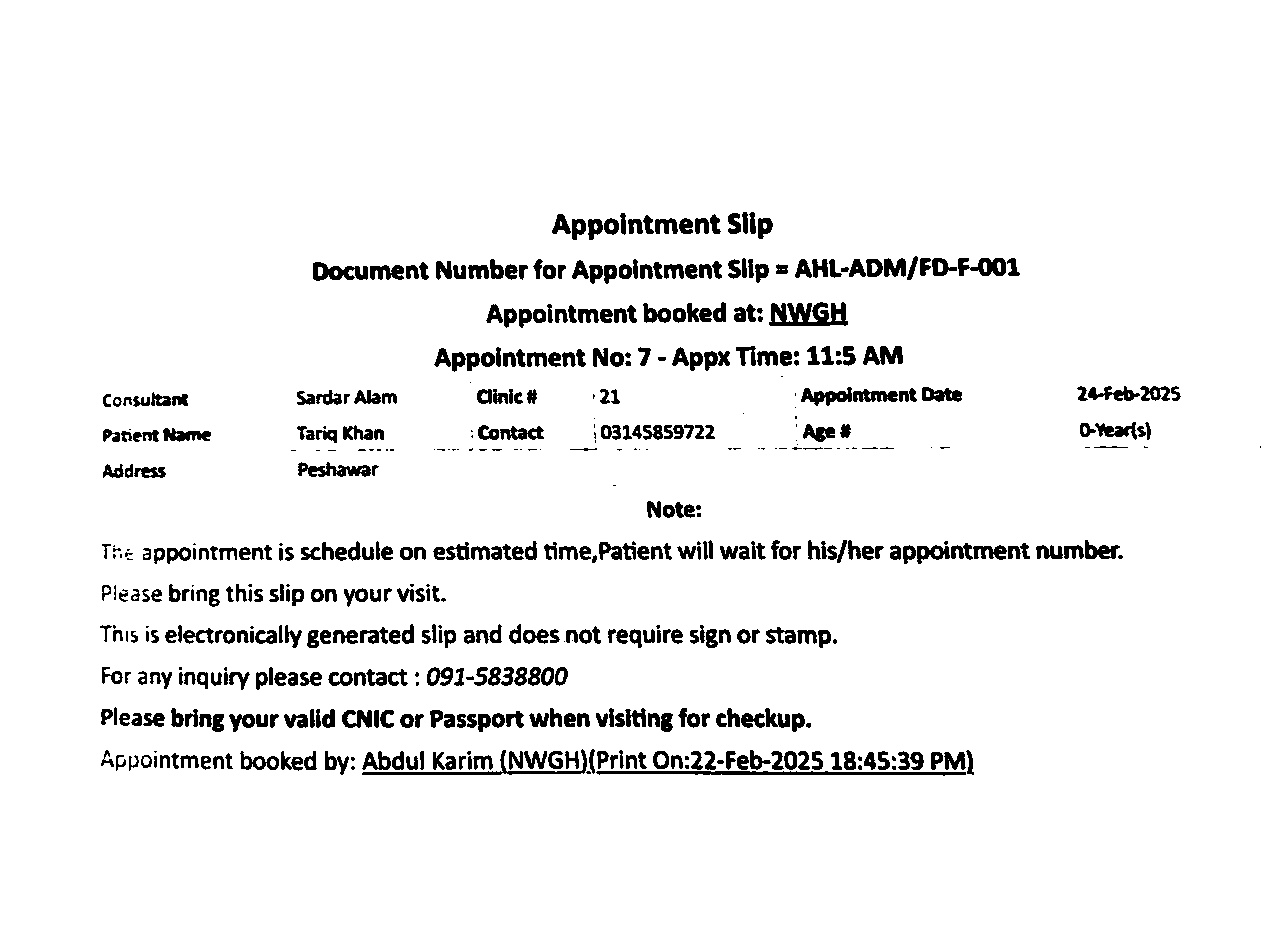 Appointment Slip
Document Number for Appointment Slip = AHL-ADM/FD-F-001
Appointment booked at: NWGH
Appointment No: 7 - Appx Time: 11:5 AM
Consultant Sardar Alam Clinic # 21 Appointment Date 24-Feb-2025
Patient Name Tariq Khan Contact 03145859722 Age # 0-Year(s)
Address Peshawar
Note:
The appointment is schedule on estimated time,Patient will wait for his/her appointment number.
Please bring this slip on your visit.
This is electronically generated slip and does not require sign or stamp.
For any inquiry please contact : 091-5838800
Please bring your valid CNIC or Passport when visiting for checkup.
Appointment booked by: Abdul Karim (NWGH)(Print On:22-Feb-2025 18:45:39 PM)